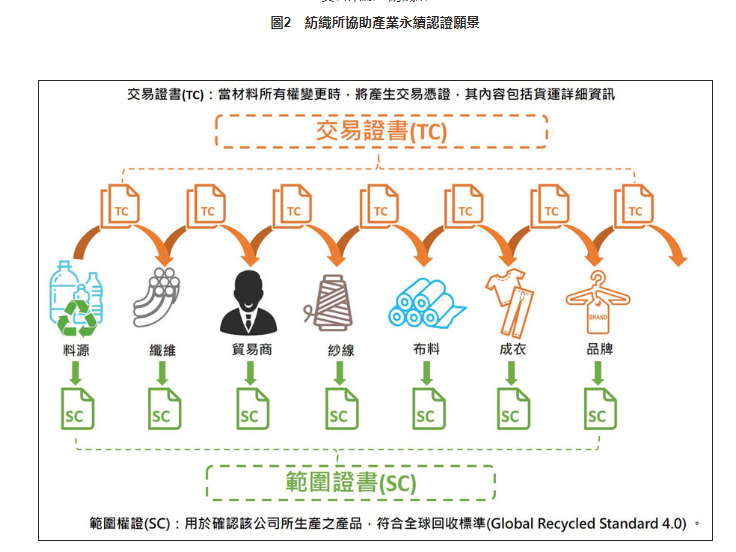 圖2 紡織所協助產業永續認證願景
交易證書(TC)：當材料所有權變更時，將產生交易憑證，其內容包括貨運詳細資訊
交易證書(TC)
TC TC TC TC TC TC TC
BRAND
料源 纖維 貿易商 紗線 布料 成衣 品牌
SC SC SC SC SC SC SC
範圍證書(SC)
範圍權證(SC)：用於確認該公司所生產之產品，符合全球回收標準(Global Recycled Standard 4.0) 。